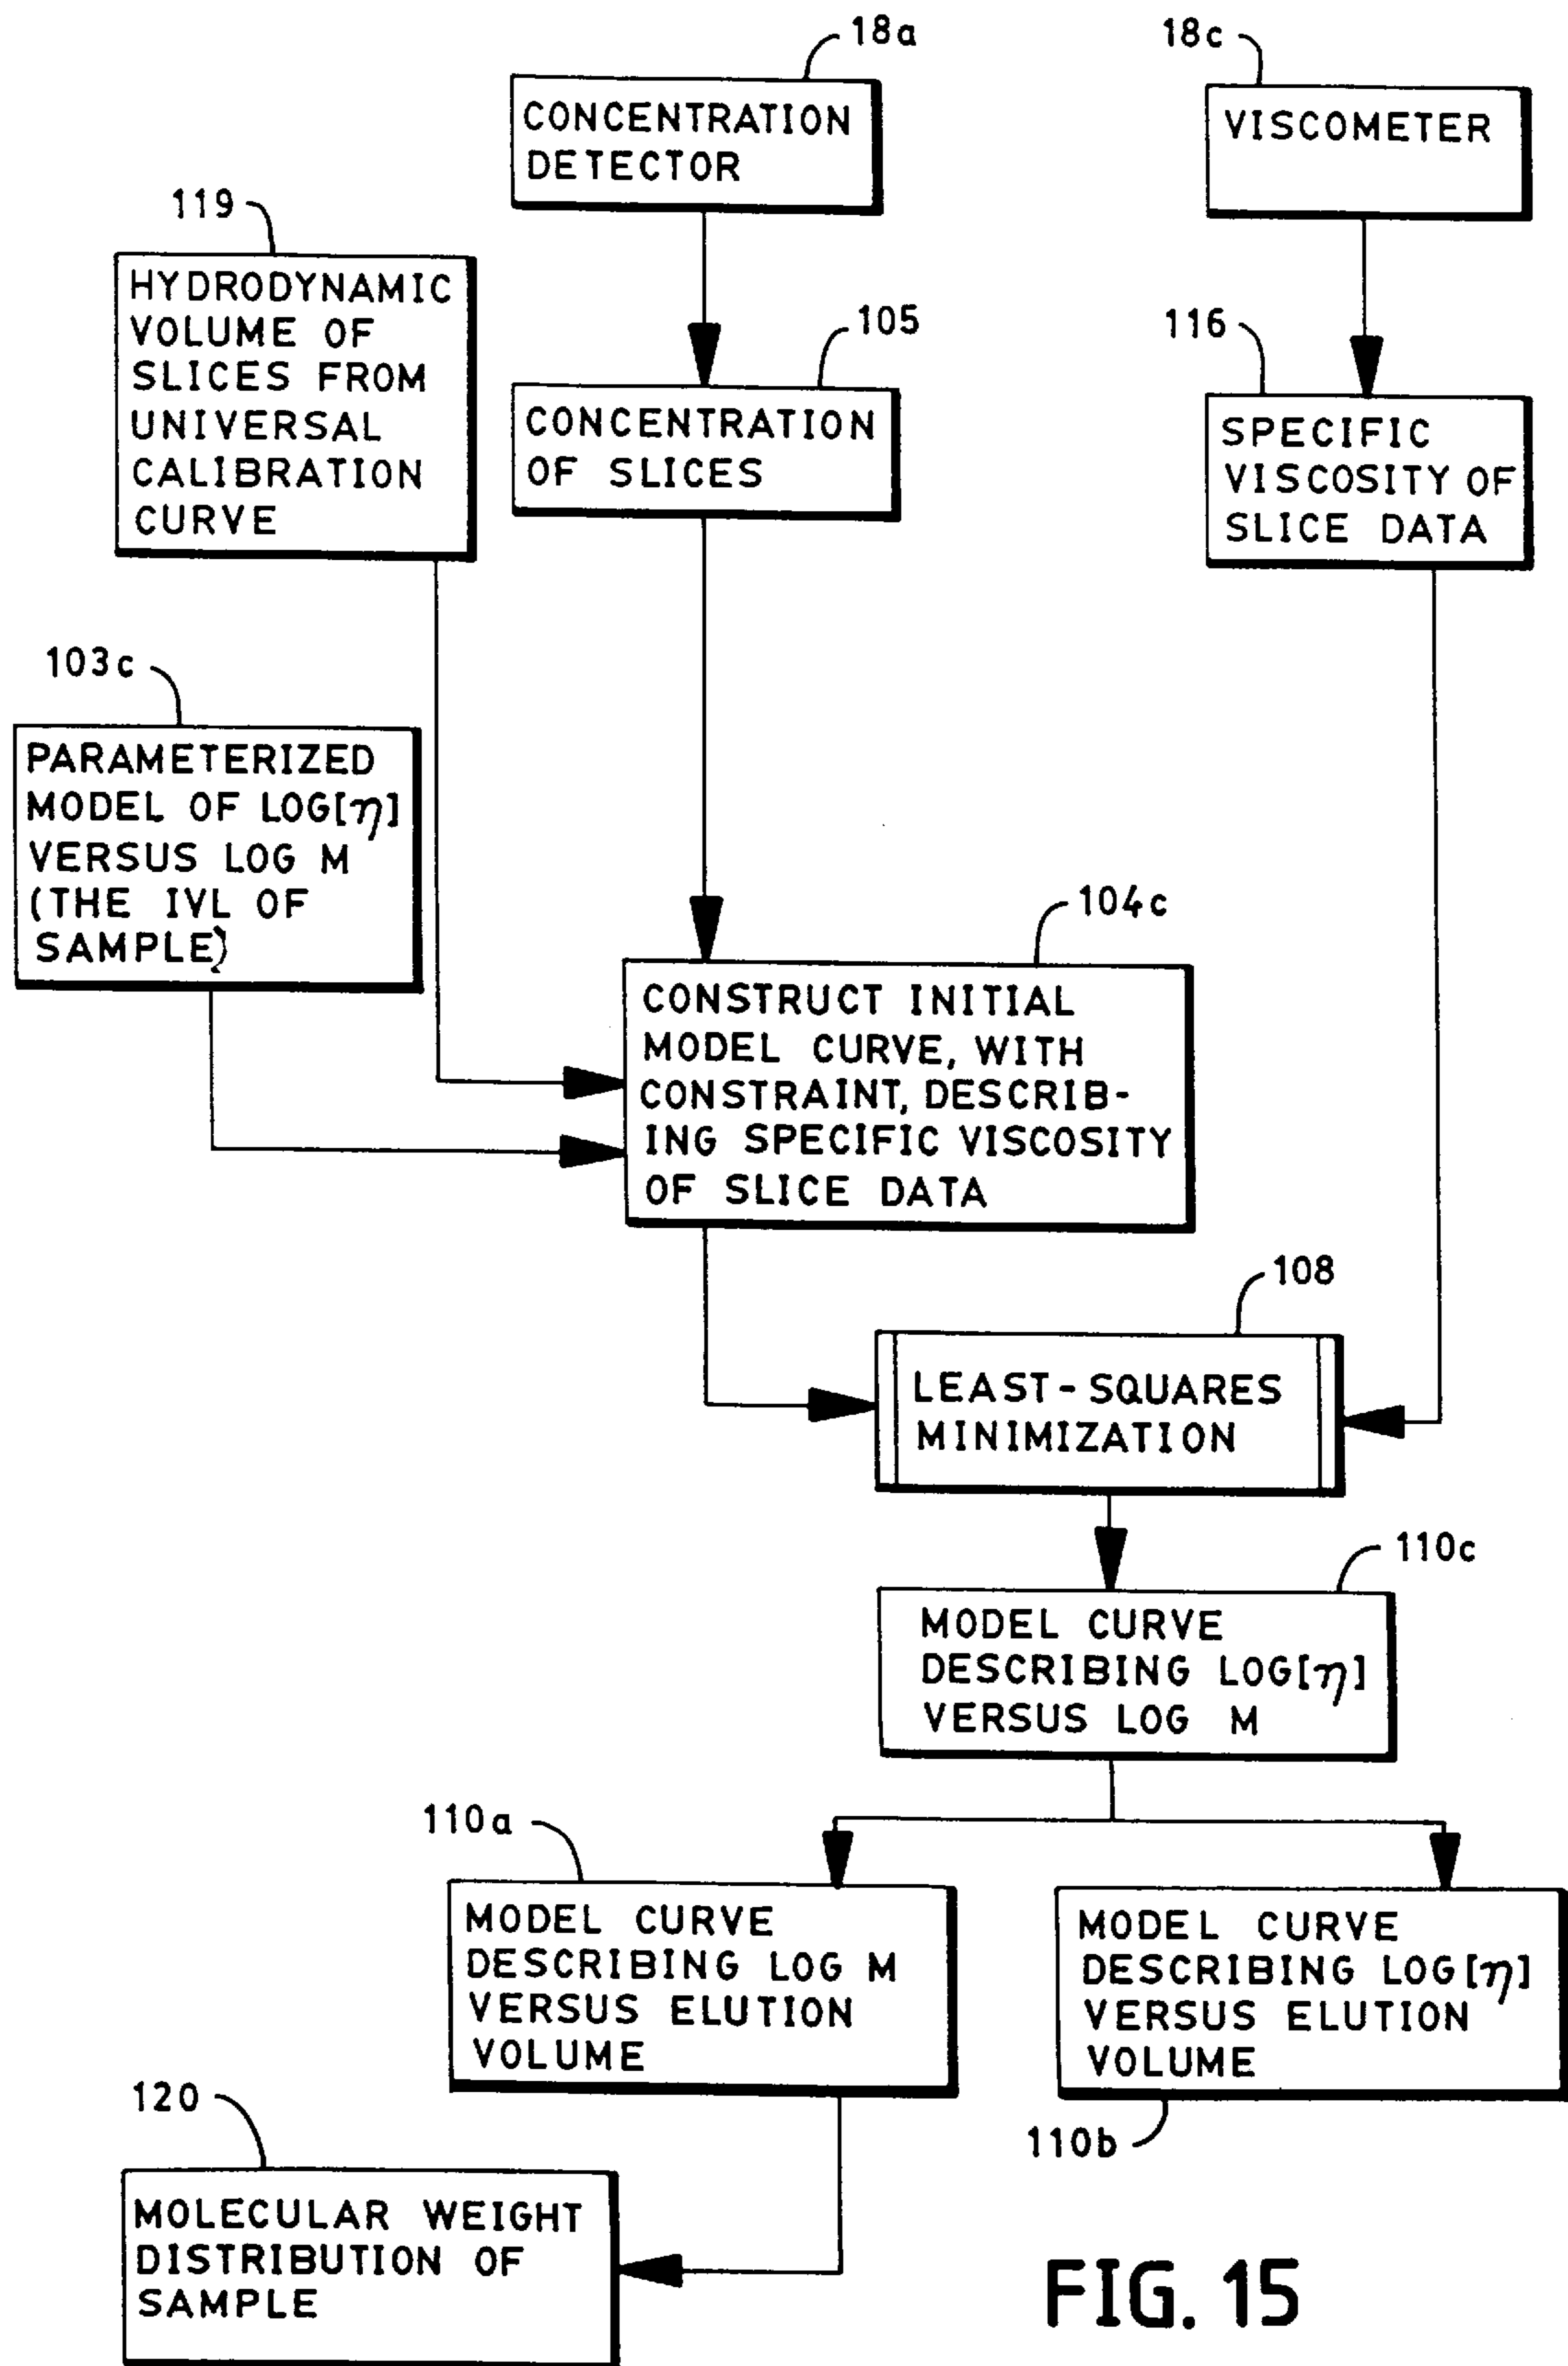 18a
CONCENTRATION
DETECTOR
18c
VISCOMETER
119
HYDRODYNAMIC
VOLUME OF
SLICES FROM
UNIVERSAL
CALIBRATION
CURVE
105
CONCENTRATION
OF SLICES
116
SPECIFIC
VISCOSITY OF
SLICE DATA
103c
PARAMETERIZED
MODEL OF LOG[η]
VERSUS LOG M
(THE IVL OF
SAMPLE)
104c
CONSTRUCT INITIAL
MODEL CURVE, WITH
CONSTRAINT, DESCRIB-
ING SPECIFIC VISCOSITY
OF SLICE DATA
108
LEAST-SQUARES
MINIMIZATION
110c
MODEL CURVE
DESCRIBING LOG[η]
VERSUS LOG M
110a
MODEL CURVE
DESCRIBING LOG M
VERSUS ELUTION
VOLUME
MODEL CURVE
DESCRIBING LOG[η]
VERSUS ELUTION
VOLUME
110b
120
MOLECULAR WEIGHT
DISTRIBUTION OF
SAMPLE
FIG. 15